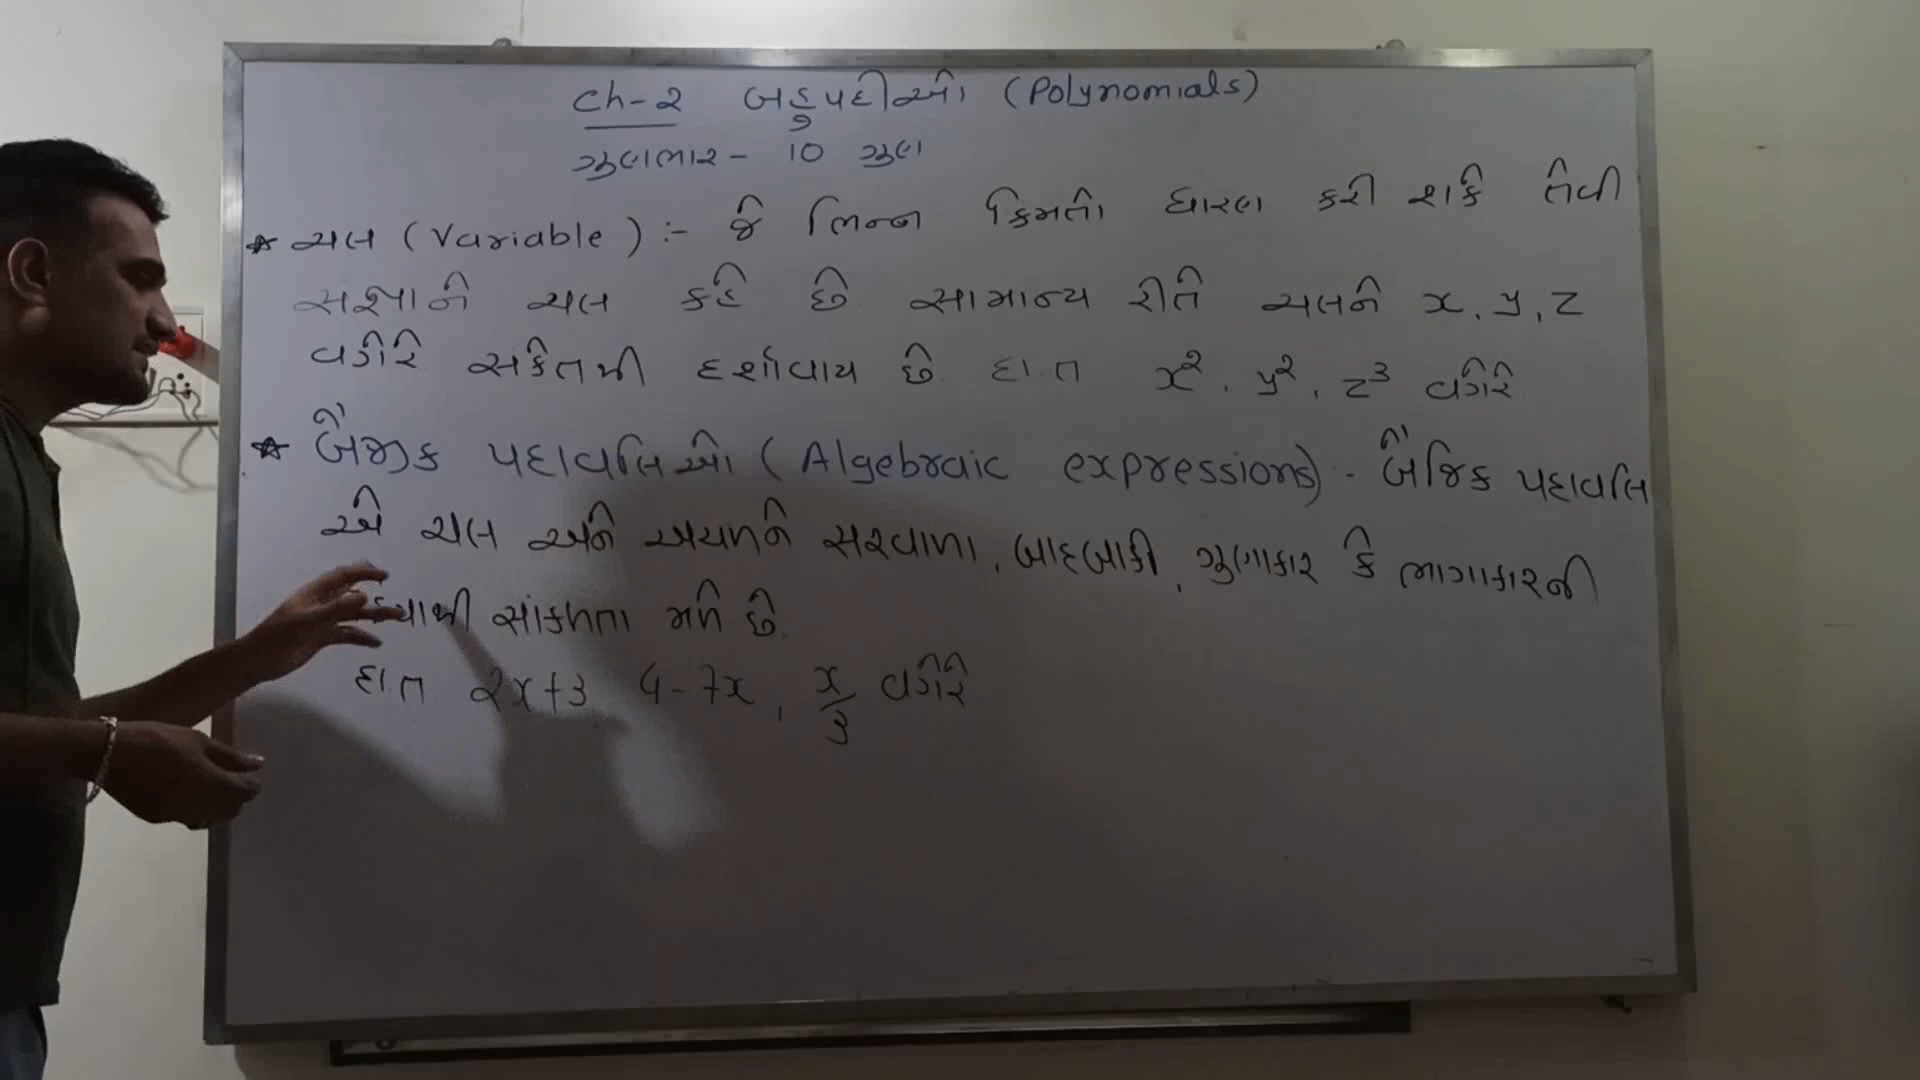 Ch-2 બહુપદીઓ (Polynomials)
ગુણભાર - 10 ગુણ
* ચલ (Variable) :- જે ભિન્ન કિમતો ધારણ કરી શકે તેવી
સંજ્ઞાને ચલ કહે છે. સામાન્ય રીતે ચલને x, y, z
વગેરે સંકેતથી દર્શાવાય છે. દા.ત x², y², z³ વગેરે
* બૈજીક પદાવલિઓ (Algebraic expressions) - બૈજિક પદાવલિ
એ ચલ અને અચળને સરવાળા, બાદબાકી, ગુણાકાર કે ભાગાકારની
સાંકળતા મળે છે.
દા.ત 2x+3, 4-7x, x/3 વગેરે